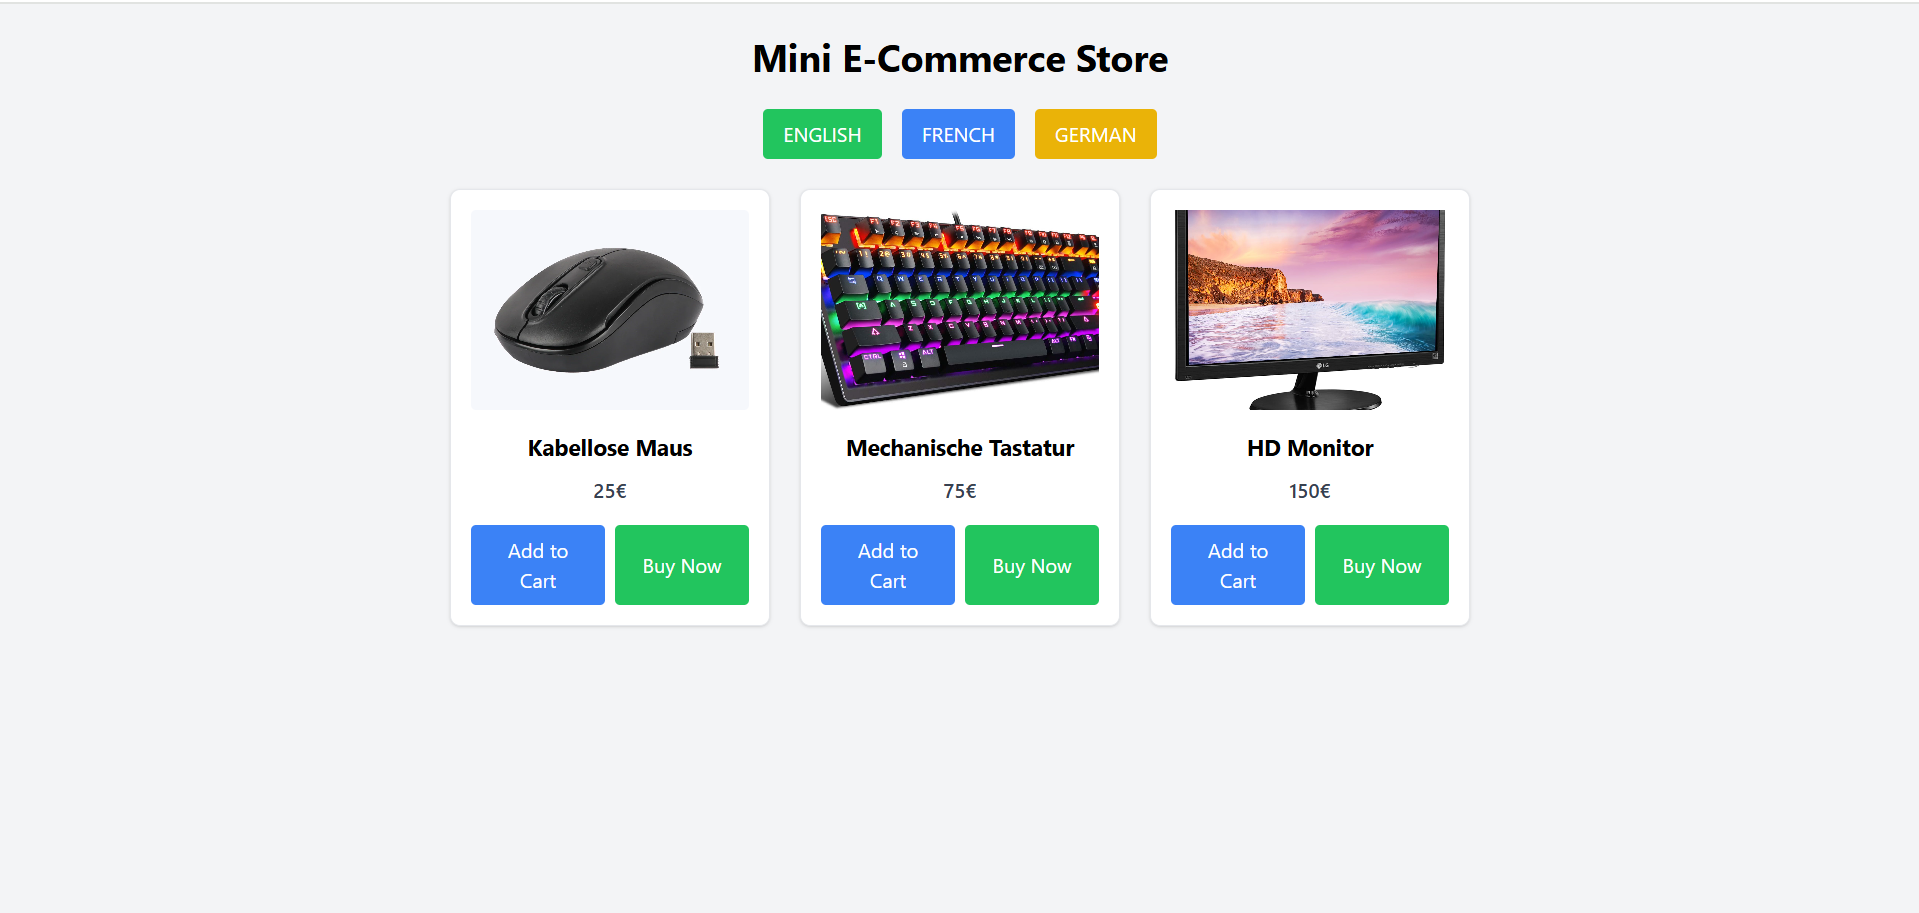 Mini E-Commerce Store
ENGLISH FRENCH GERMAN
Kabellose Maus
25€
Add to
Cart
Buy Now
Mechanische Tastatur
75€
Add to
Cart
Buy Now
LG
HD Monitor
150€
Add to
Cart
Buy Now